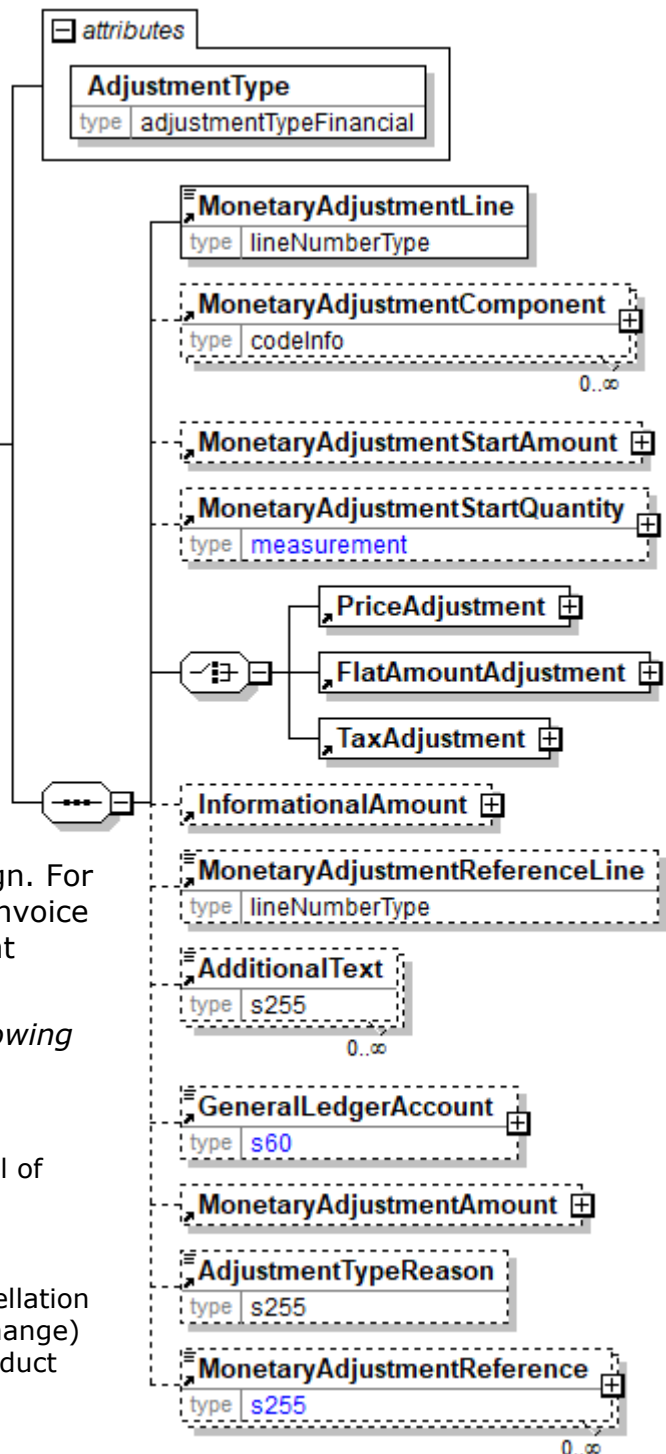 attributes
AdjustmentType
type adjustmentTypeFinancial
MonetaryAdjustmentLine
type lineNumberType
MonetaryAdjustmentComponent
type codeInfo
0..∞
MonetaryAdjustmentStartAmount
MonetaryAdjustmentStartQuantity
type measurement
PriceAdjustment
FlatAmountAdjustment
TaxAdjustment
InformationalAmount
MonetaryAdjustmentReferenceLine
type lineNumberType
AdditionalText
type s255
0..∞
GeneralLedgerAccount
type s60
MonetaryAdjustmentAmount
AdjustmentTypeReason
type s255
MonetaryAdjustmentReference
type s255
0..∞
gn. For
nvoice
t
owing
l of
ellation
hange)
duct